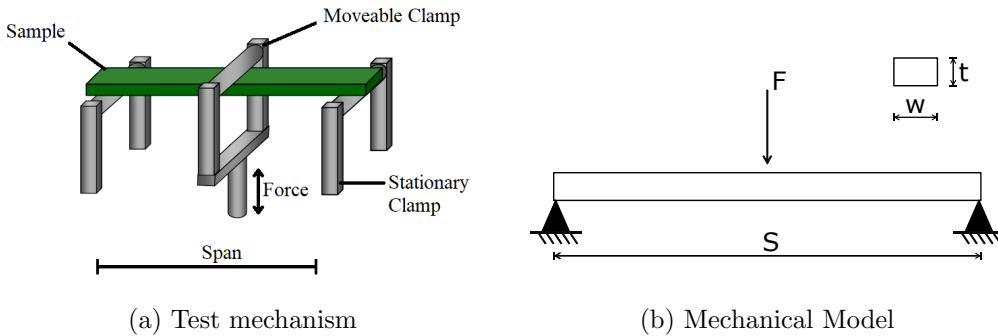 Moveable Clamp
Sample
Force
Stationary
Clamp
Span
(a) Test mechanism
F
t
w
S
(b) Mechanical Model